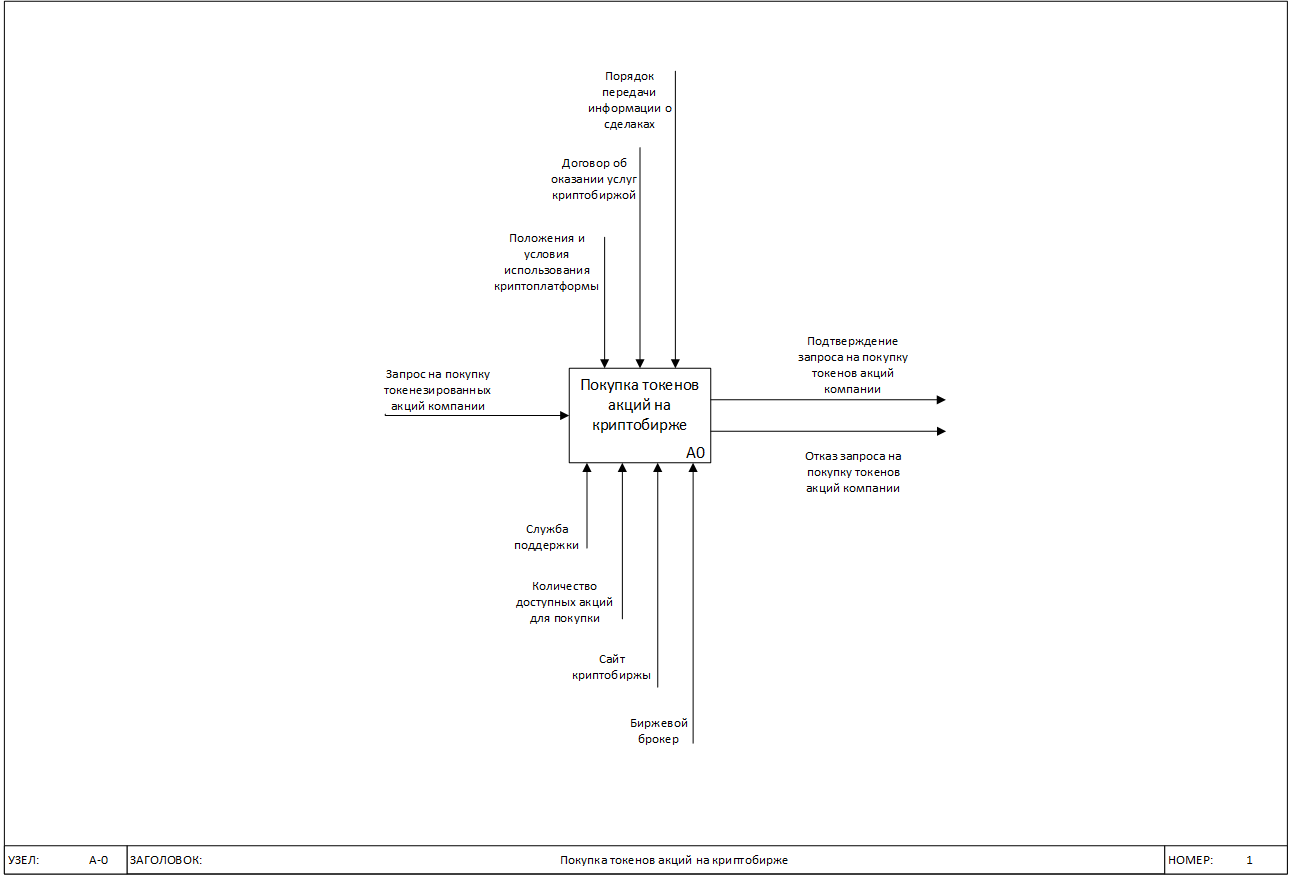 Порядок
передачи
информации о
сделаках
Договор об
оказании услуг
криптобиржой
Положения и
условия
использования
криптоплатформы
Запрос на покупку
токенезированных
акций компании
Покупка токенов
акций на
криптобирже
A0
Подтверждение
запроса на покупку
токенов акций
компании
Отказ запроса на
покупку токенов
акций компании
Служба
поддержки
Количество
доступных акций
для покупки
Сайт
криптобиржы
Биржевой
брокер
УЗЕЛ: A-0 ЗАГОЛОВОК: Покупка токенов акций на криптобирже НОМЕР: 1